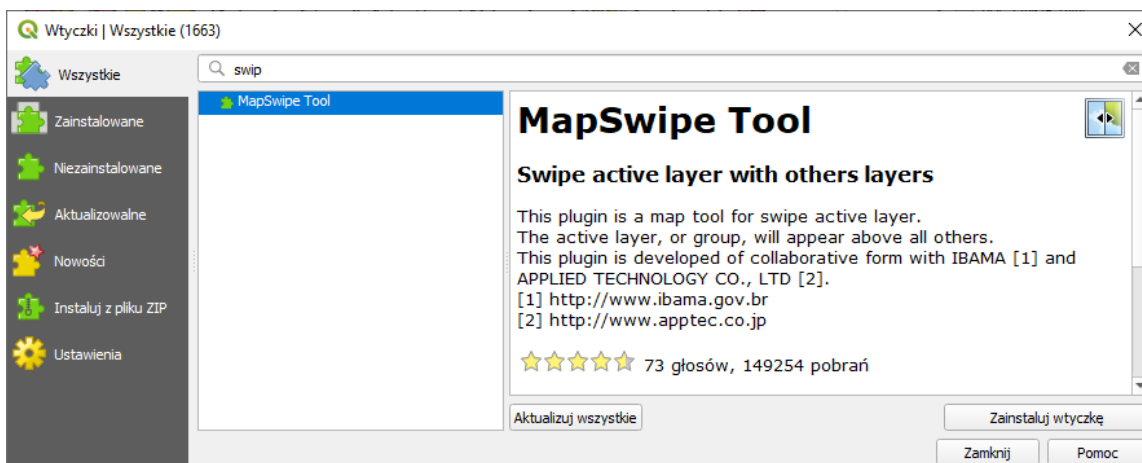 Wtyczki | Wszystkie (1663)
swip
Wszystkie
Zainstalowane
Niezainstalowane
Aktualizowalne
Nowości
Instaluj z pliku ZIP
Ustawienia
MapSwipe Tool
MapSwipe Tool
Swipe active layer with others layers
This plugin is a map tool for swipe active layer.
The active layer, or group, will appear above all others.
This plugin is developed of collaborative form with IBAMA [1] and
APPLIED TECHNOLOGY CO., LTD [2].
[1] http://www.ibama.gov.br
[2] http://www.apptec.co.jp
73 głosów, 149254 pobrań
Aktualizuj wszystkie
Zainstaluj wtyczkę
Zamknij
Pomoc